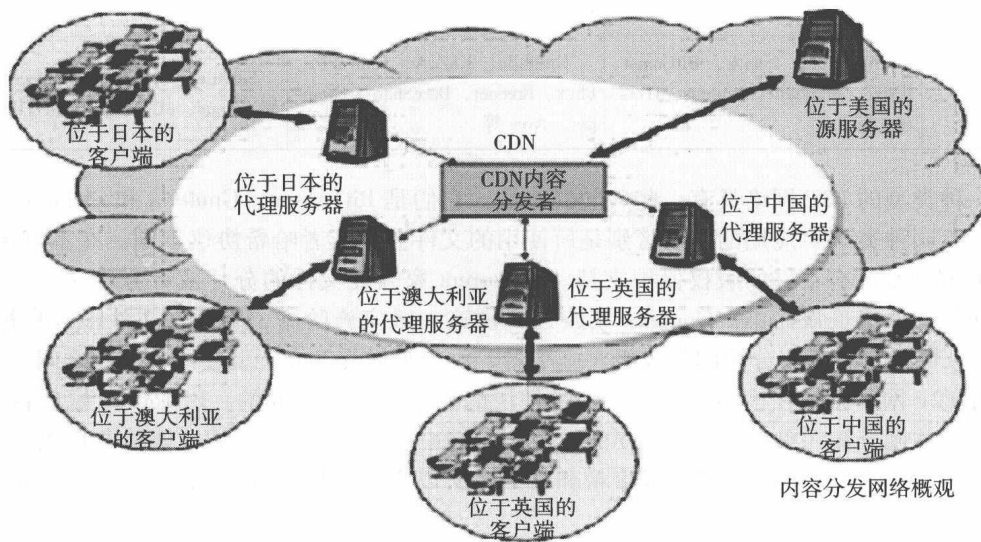 位于日本的
客户端
位于日本的
代理服务器
CDN
CDN内容
分发者
位于美国的
源服务器
位于中国的
代理服务器
位于澳大利亚
的代理服务器
位于英国的
代理服务器
位于澳大利亚
的客户端
位于英国的
客户端
位于中国的
客户端
内容分发网络概观